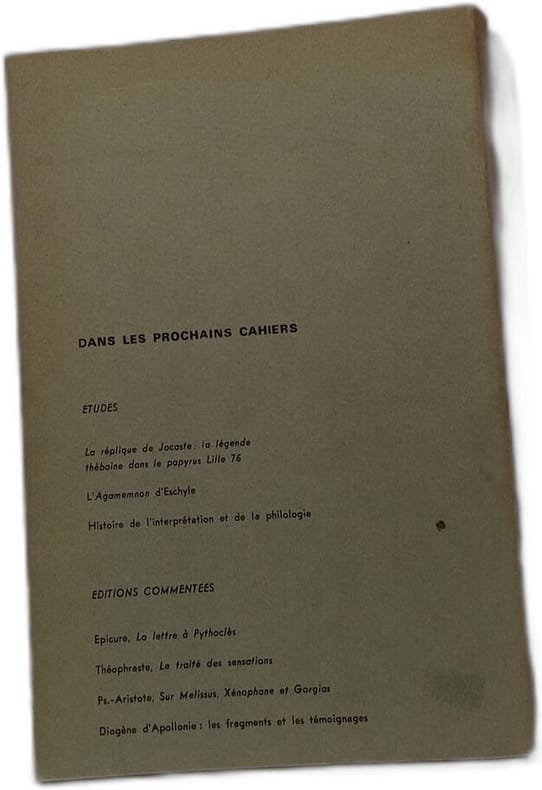 DANS LES PROCHAINS CAHIERS
ETUDES
La réplique de Jocaste, la légende
thébaine dans le papyrus Lille 76
L'Agamemnon d'Eschyle
Histoire de l'interprétation et de la philologie
EDITIONS COMMENTEES
Epicure, La lettre à Pythoclès
Théophraste, Le traité des sensations
Ps.-Aristote, Sur Melissus, Xénophane et Gorgias
Diogène d'Apollonie : les fragments et les témoignages